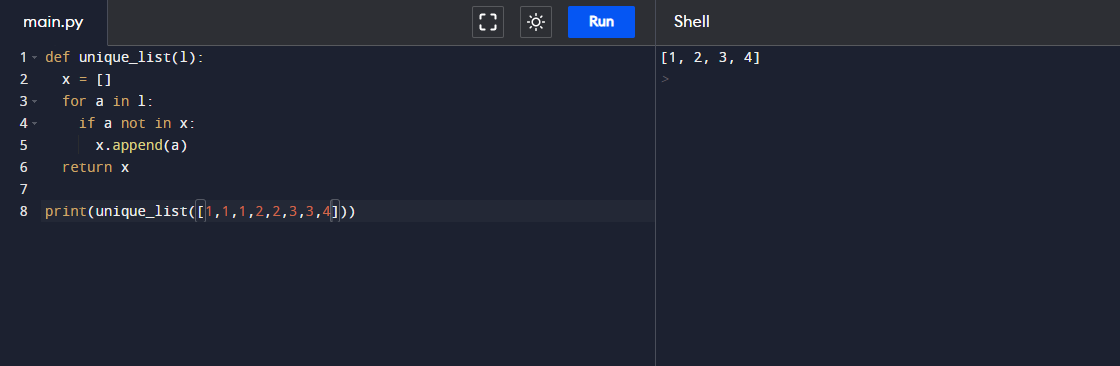 main.py
Run
Shell
1 def unique_list(l):
2   x = []
3   for a in l:
4     if a not in x:
5       x.append(a)
6   return x
7
8 print(unique_list([1,1,1,2,2,3,3,4]))
[1, 2, 3, 4]
>